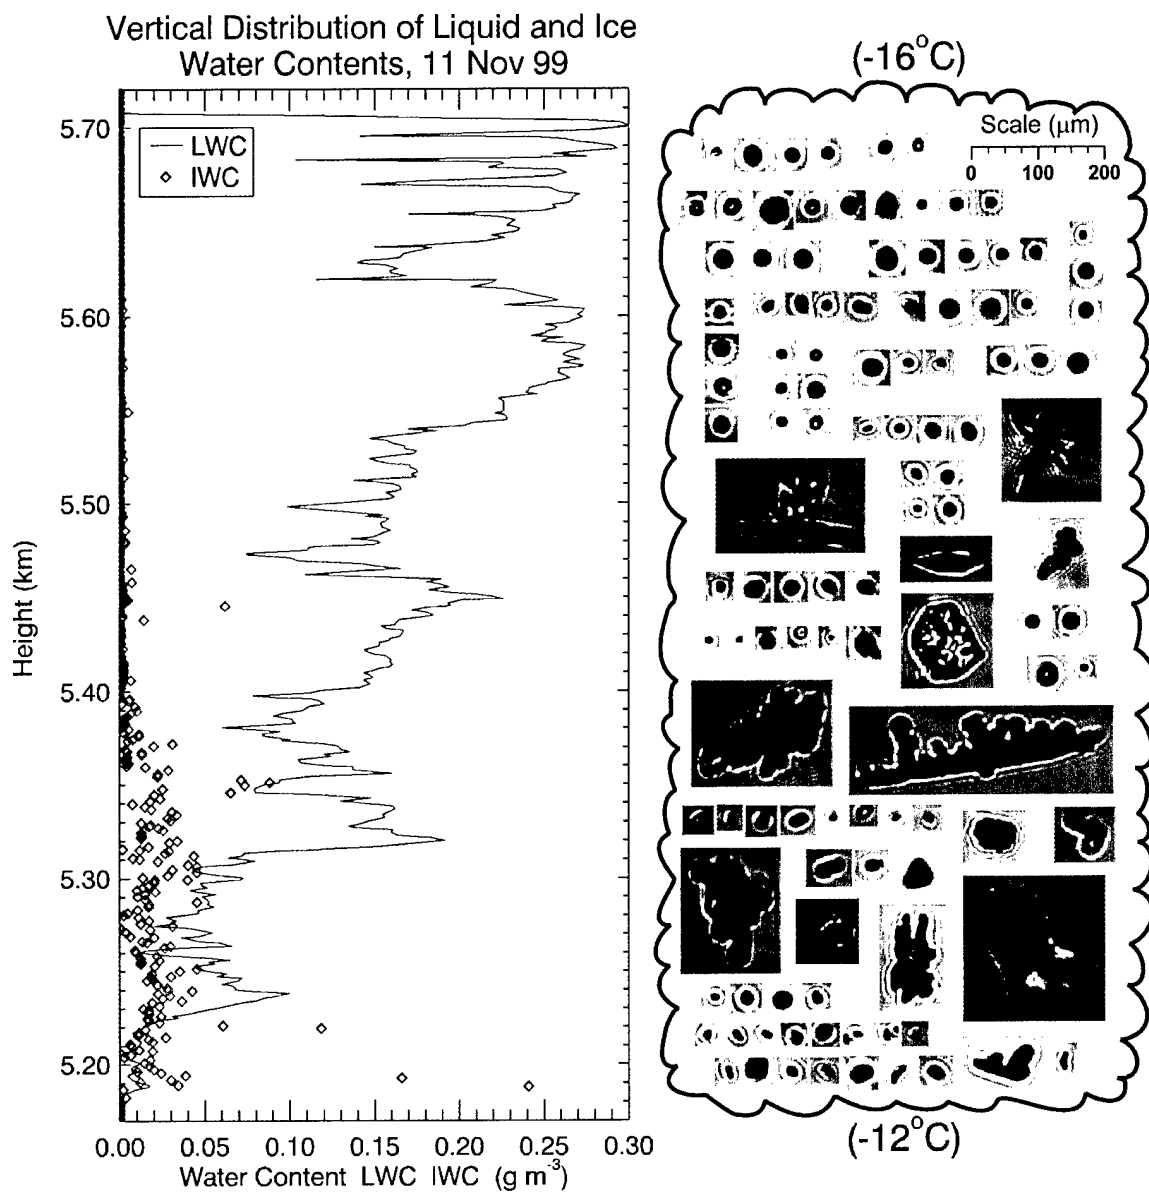 Vertical Distribution of Liquid and Ice
Water Contents, 11 Nov 99
(-16°C)
5.70
LWC
IWC
Scale (μm)
0 100 200
5.60
5.50
Height (km)
5.40
5.30
5.20
0.00 0.05 0.10 0.15 0.20 0.25 0.30
Water Content LWC IWC (g m⁻³)
(-12°C)